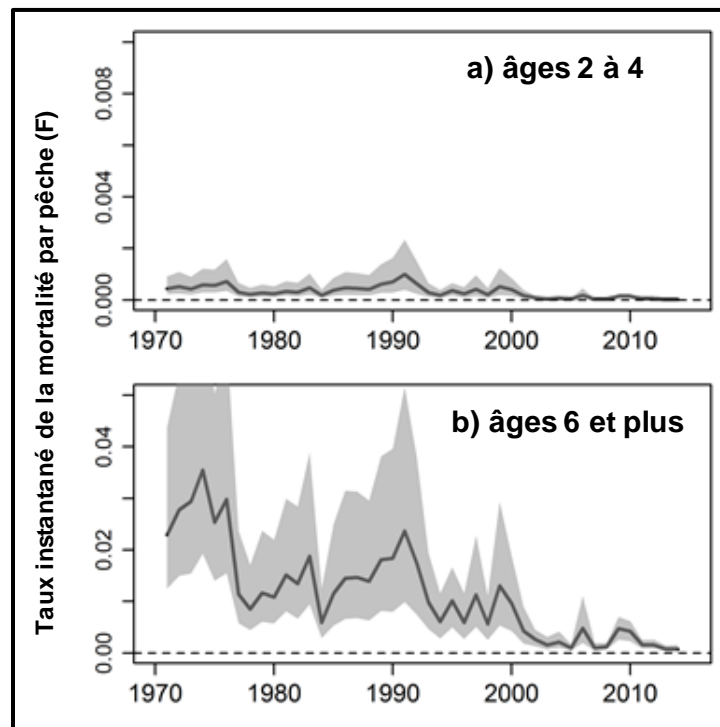 Taux instantané de la mortalité par pêche (F)
a) âges 2 à 4
0.008
0.004
0.000
1970 1980 1990 2000 2010
b) âges 6 et plus
0.04
0.02
0.00
1970 1980 1990 2000 2010